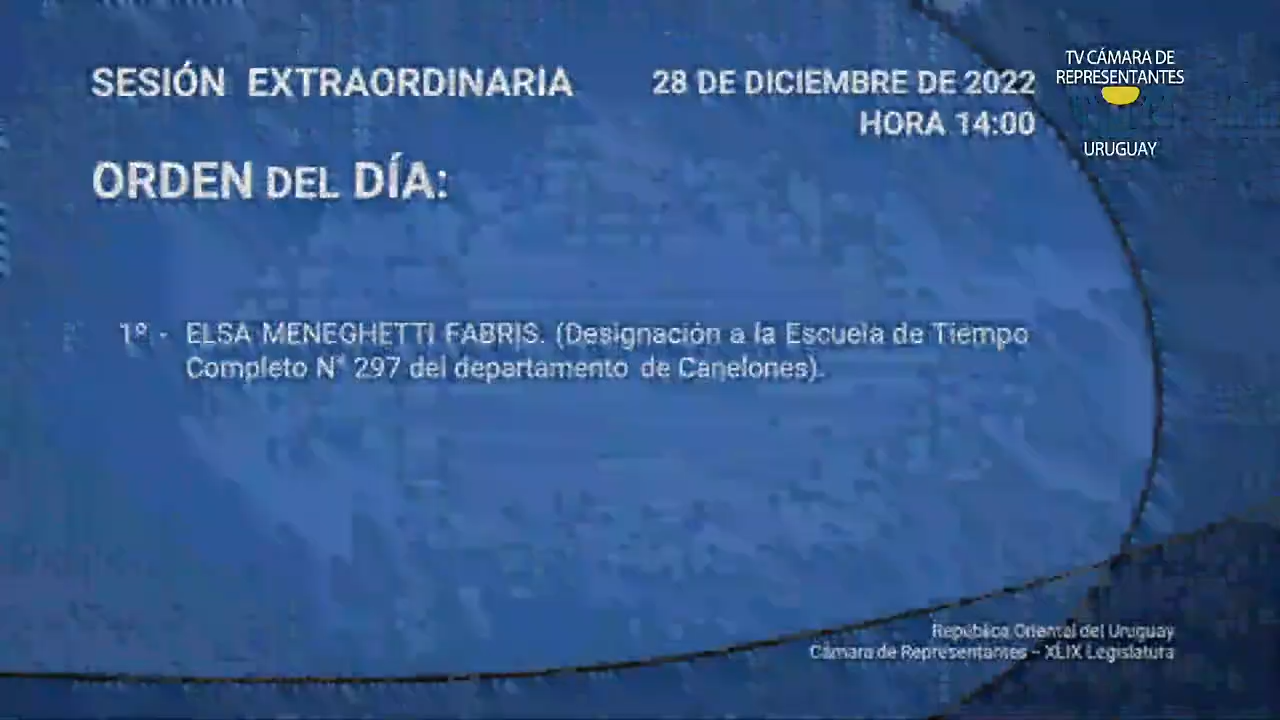 SESIÓN EXTRAORDINARIA
28 DE DICIEMBRE DE 2022
HORA 14:00
TV CÁMARA DE
REPRESENTANTES
URUGUAY
ORDEN DEL DÍA:
1º - ELSA MENEGHETTI FABRIS. (Designación a la Escuela de Tiempo
Completo N° 297 del departamento de Canelones).
República Oriental del Uruguay
Cámara de Representantes – XLIX Legislatura